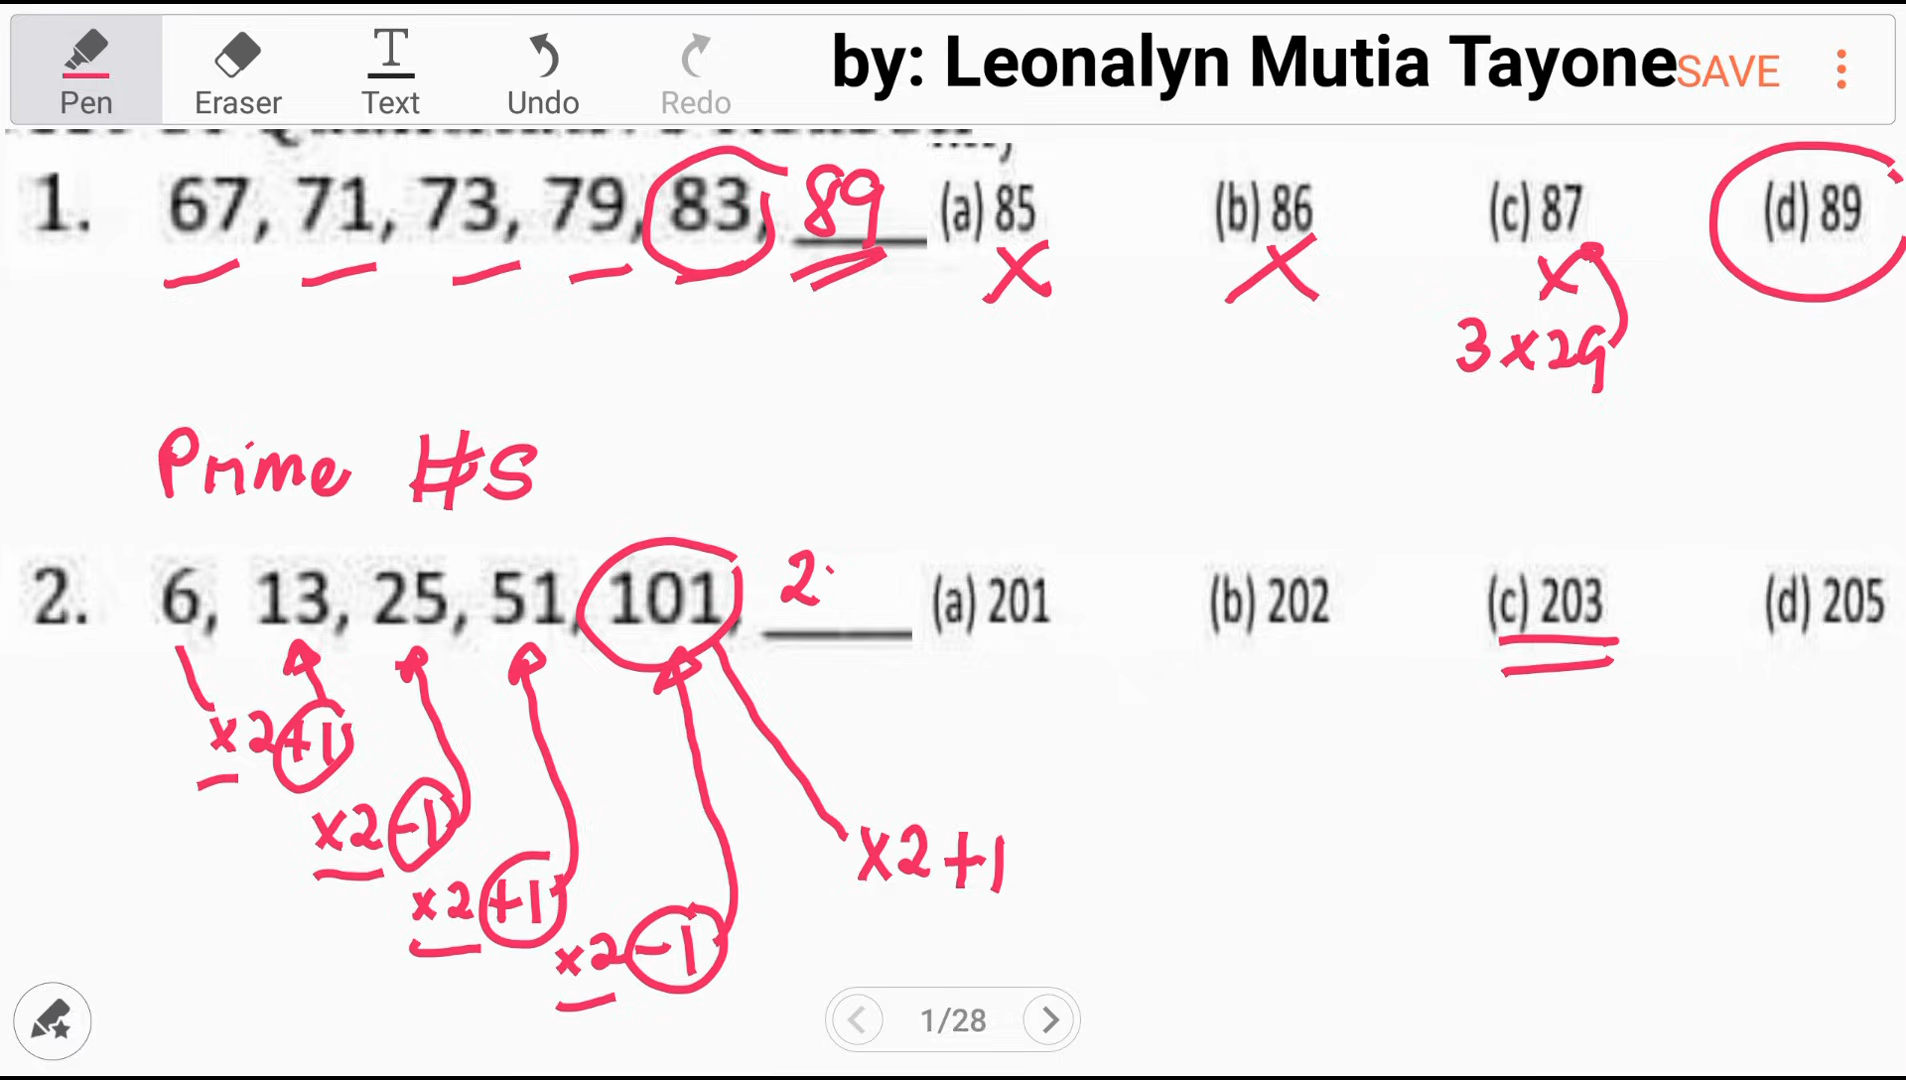 by: Leonalyn Mutia Tayone
SAVE
Pen Eraser Text Undo Redo
1. 67, 71, 73, 79, 83, 89 (a) 85 (b) 86 (c) 87 (d) 89
x x x
3 x 29
Prime #s
2. 6, 13, 25, 51, 101, 2 (a) 201 (b) 202 (c) 203 (d) 205
x2+1
x2-1
x2+1
x2-1
x2+1
1/28